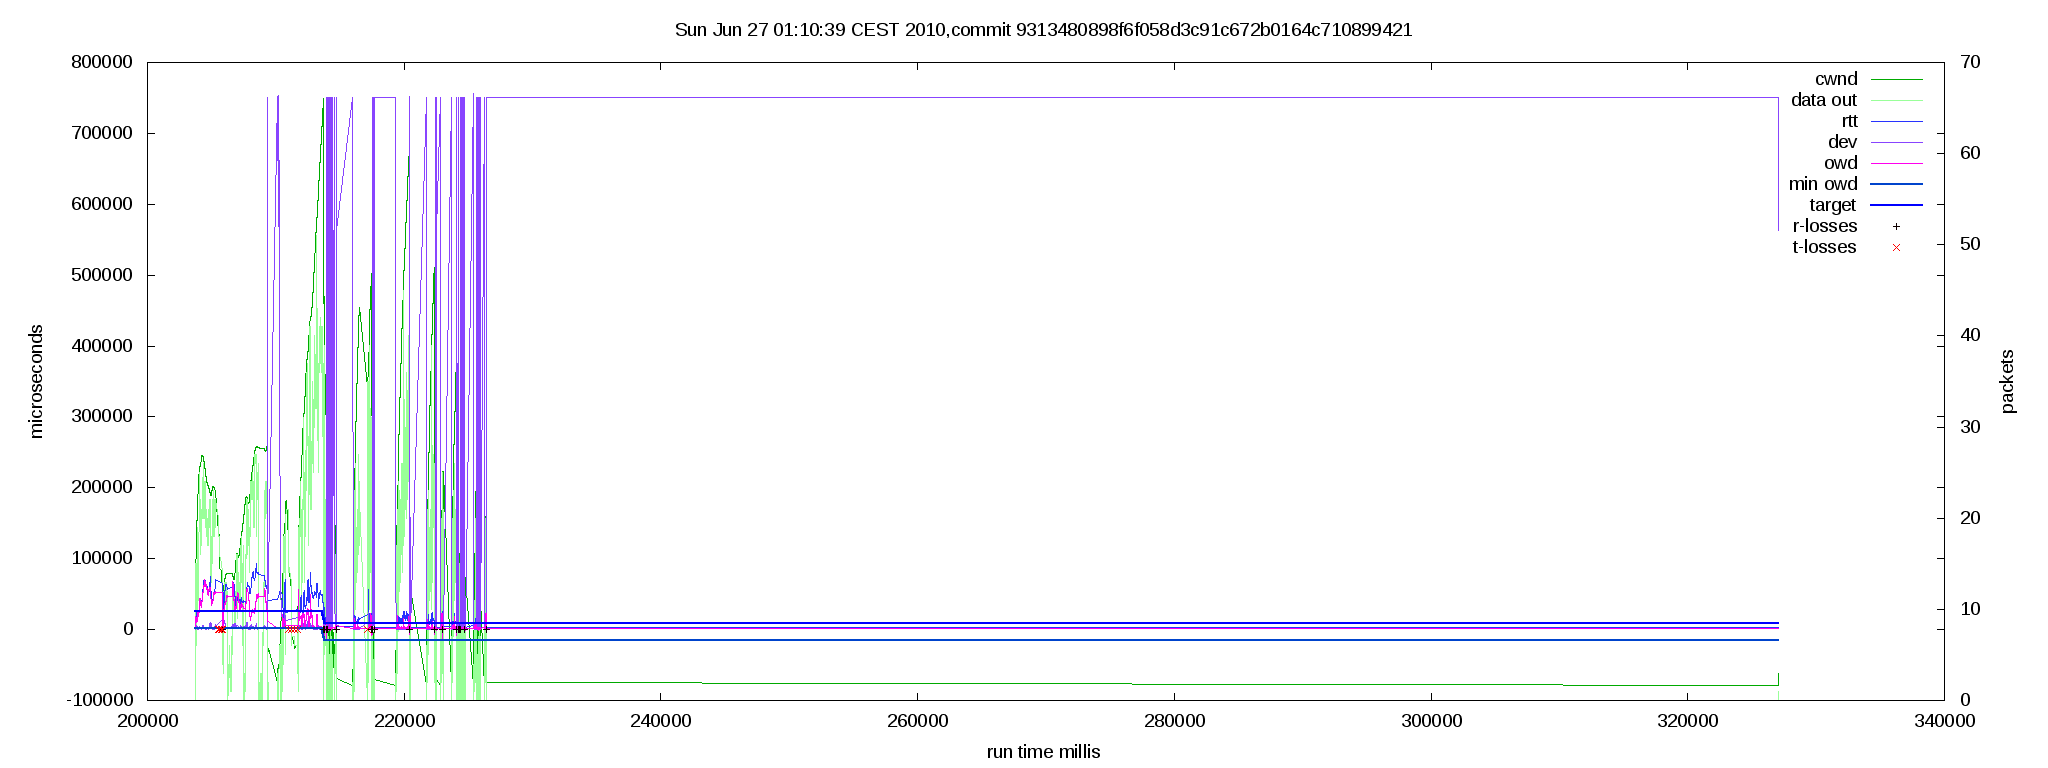 Sun Jun 27 01:10:39 CEST 2010,commit 9313480898f6f058d3c91c672b0164c710899421
800000
700000
600000
500000
400000
300000
200000
100000
0
-100000
microseconds
70
60
50
40
30
20
10
0
packets
cwnd
data out
rtt
dev
owd
min owd
target
r-losses
t-losses
200000 220000 240000 260000 280000 300000 320000 340000
run time millis